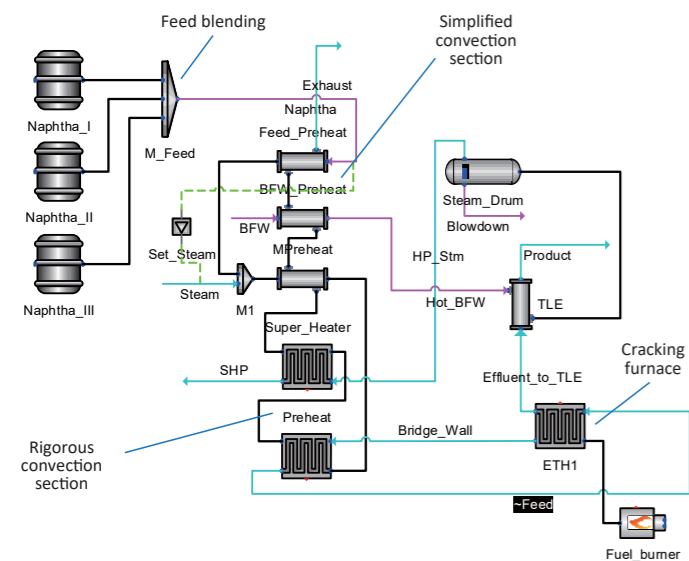 Feed blending
Simplified
convection
section
Exhaust
Naphtha
Naphtha_I
M_Feed
Feed_Preheat
BFW_Preheat
Steam_Drum
Naphtha_II
Blowdown
BFW
Set_Steam
MPreheat
HP_Stm
Product
Steam
M1
Hot_BFW
TLE
Naphtha_III
Super_Heater
SHP
Effluent_to_TLE
Cracking
furnace
Preheat
Bridge_Wall
Rigorous
convection
section
ETH1
~Feed
Fuel_burner